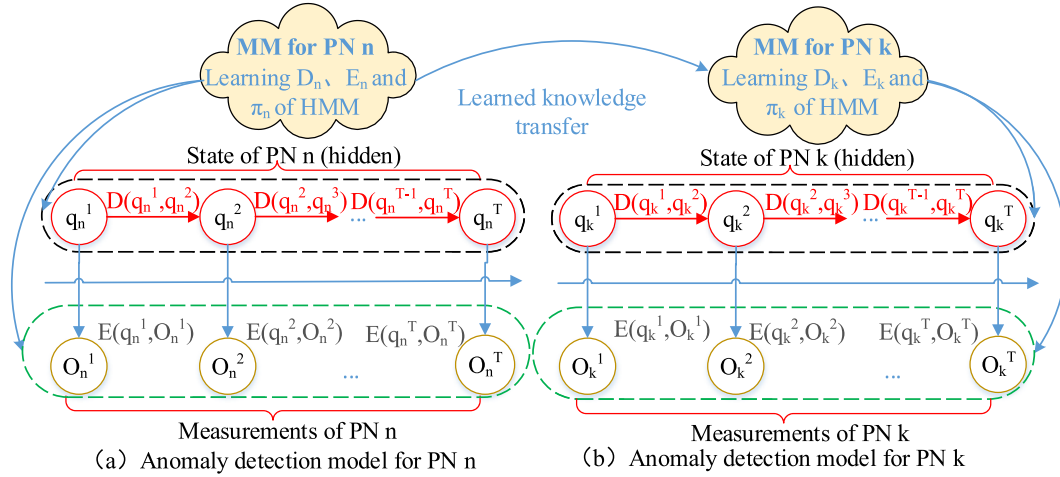 MM for PN n
Learning Dn、En and
πn of HMM
MM for PN k
Learning Dk、Ek and
πk of HMM
Learned knowledge
transfer
State of PN n (hidden)
qn1 D(qn1,qn2) qn2 D(qn2,qn3) ... D(qnT-1,qnT) qnT
E(qn1,On1) E(qn2,On2) E(qnT,OnT)
On1 On2 ... OnT
Measurements of PN n
（a）Anomaly detection model for PN n
State of PN k (hidden)
qk1 D(qk1,qk2) qk2 D(qk2,qk3) ... D(qkT-1,qkT) qkT
E(qk1,Ok1) E(qk2,Ok2) E(qkT,OkT)
Ok1 Ok2 ... OkT
Measurements of PN k
（b）Anomaly detection model for PN k